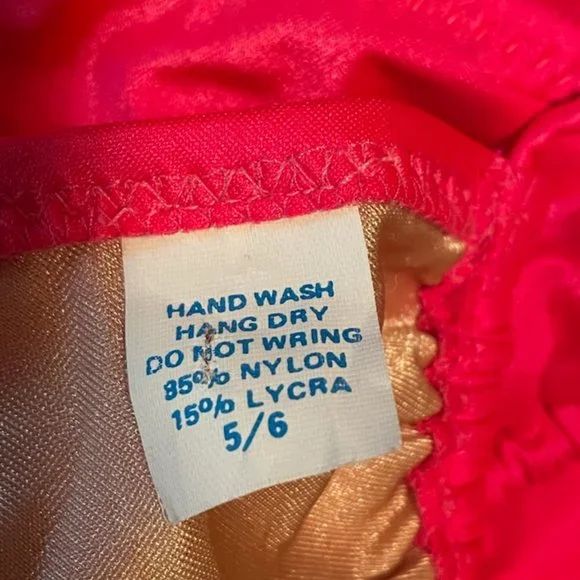 HAND WASH
HANG DRY
DO NOT WRING
85% NYLON
15% LYCRA
5/6